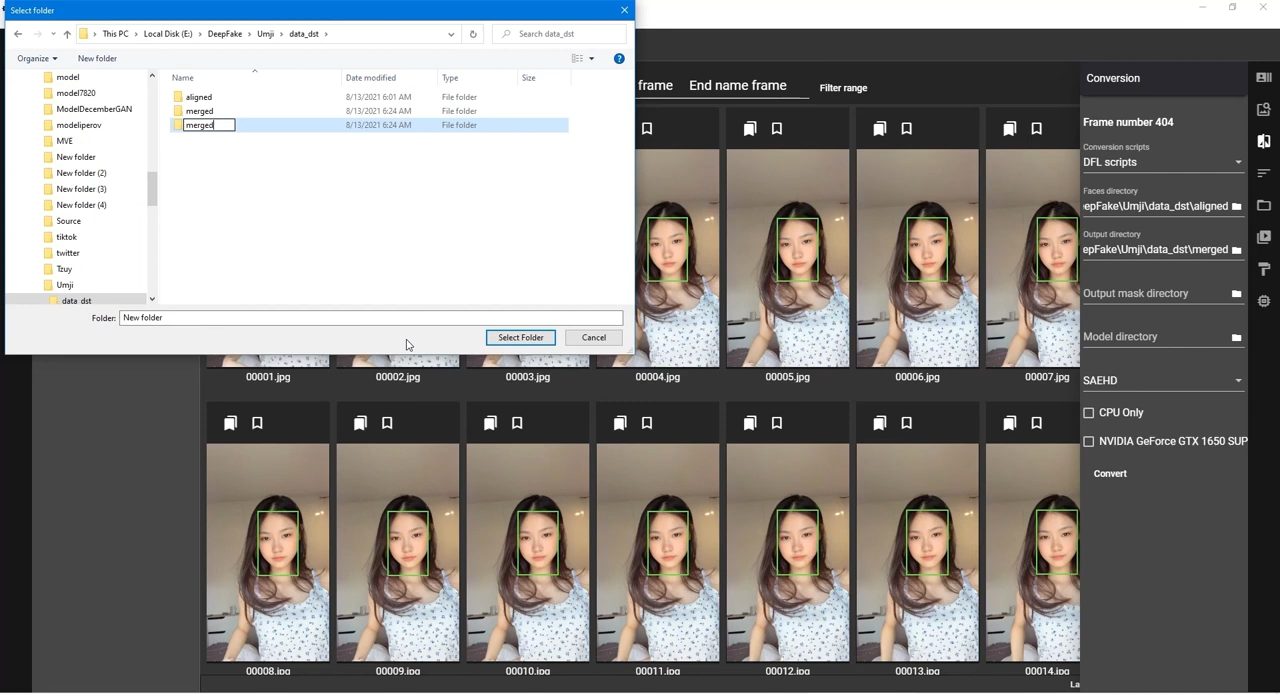 Select folder
This PC > Local Disk (E:) > DeepFake > Umji > data_dst >
Search data_dst
Organize
New folder
Name
Date modified
Type
Size
model
model7820
ModelDecemberGAN
modeliperov
MVE
New folder
New folder (2)
New folder (3)
New folder (4)
Source
tiktok
twitter
Tzuy
Umji
data_dst
aligned 8/13/2021 6:01 AM File folder
merged 8/13/2021 6:24 AM File folder
merged 8/13/2021 6:24 AM File folder
Folder: New folder
Select Folder
Cancel
frame
End name frame
Filter range
00001.jpg
00002.jpg
00003.jpg
00004.jpg
00005.jpg
00006.jpg
00007.jpg
00008.jpg
00009.jpg
00010.jpg
00011.jpg
00012.jpg
00013.jpg
00014.jpg
La
Conversion
Frame number 404
Conversion scripts
DFL scripts
Faces directory
epFake\Umji\data_dst\aligned
Output directory
epFake\Umji\data_dst\merged
Output mask directory
Model directory
SAEHD
CPU Only
NVIDIA GeForce GTX 1650 SUP
Convert